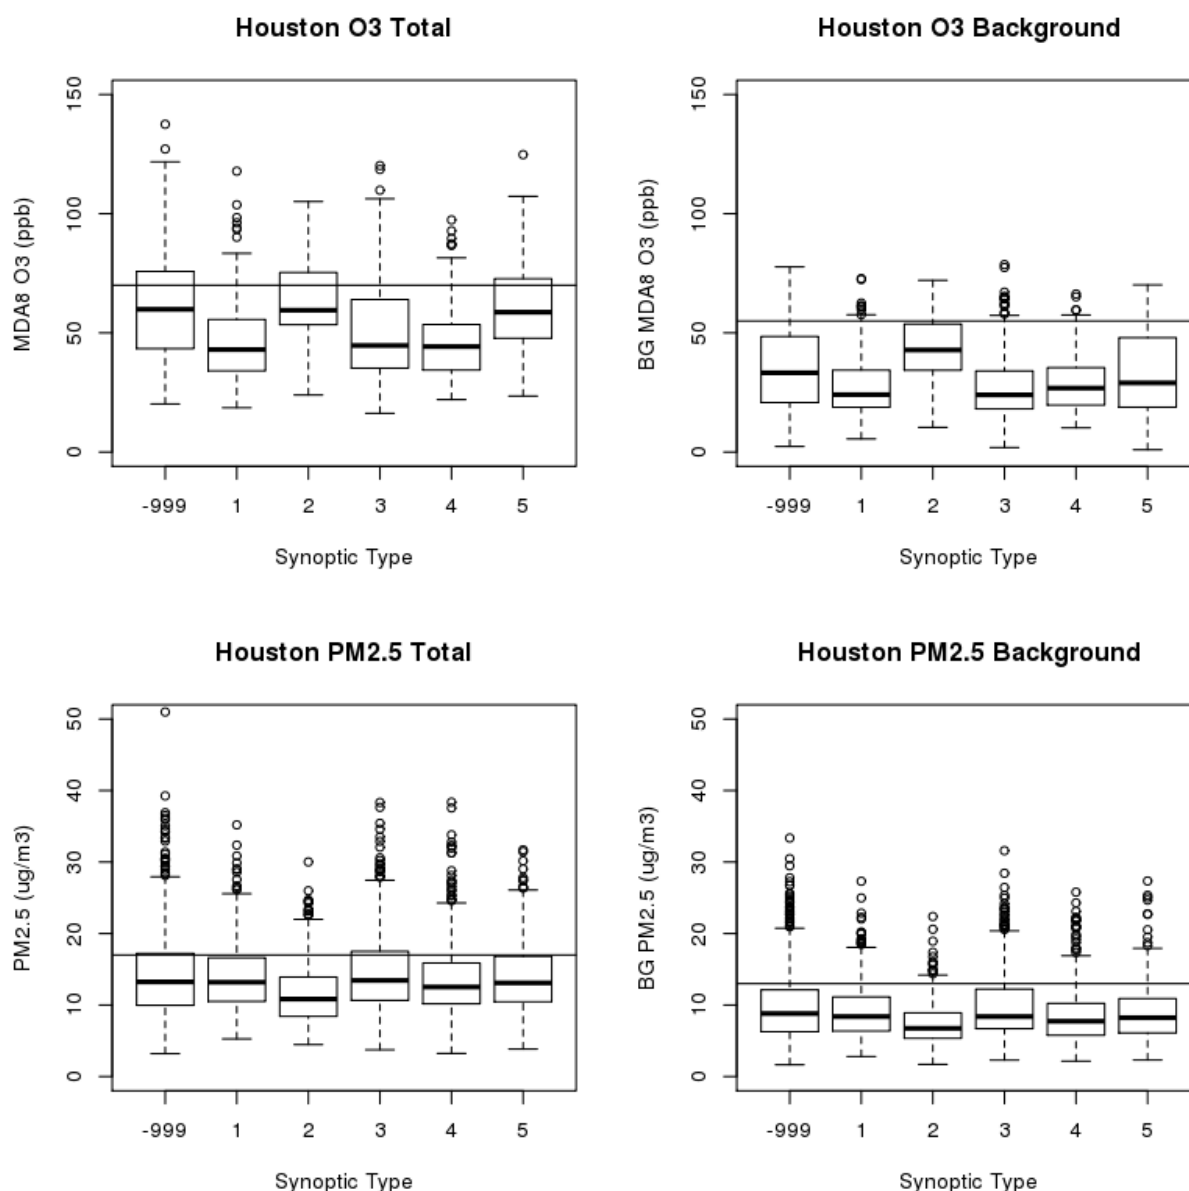 Houston O3 Total
MDA8 O3 (ppb)
150
100
50
0
-999 1 2 3 4 5
Synoptic Type
Houston O3 Background
BG MDA8 O3 (ppb)
150
100
50
0
-999 1 2 3 4 5
Synoptic Type
Houston PM2.5 Total
PM2.5 (ug/m3)
50
40
30
20
10
0
-999 1 2 3 4 5
Synoptic Type
Houston PM2.5 Background
BG PM2.5 (ug/m3)
50
40
30
20
10
0
-999 1 2 3 4 5
Synoptic Type